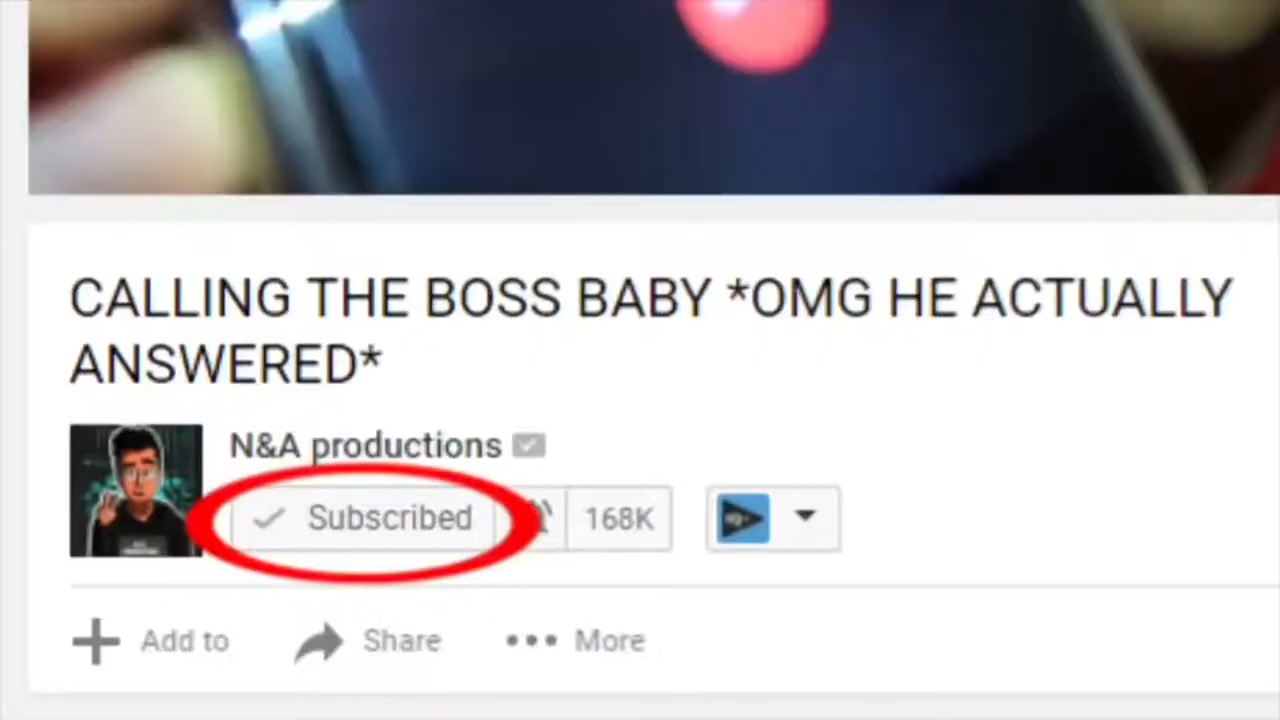 CALLING THE BOSS BABY *OMG HE ACTUALLY
ANSWERED*
N&A productions
Subscribed
168K
Add to
Share
More